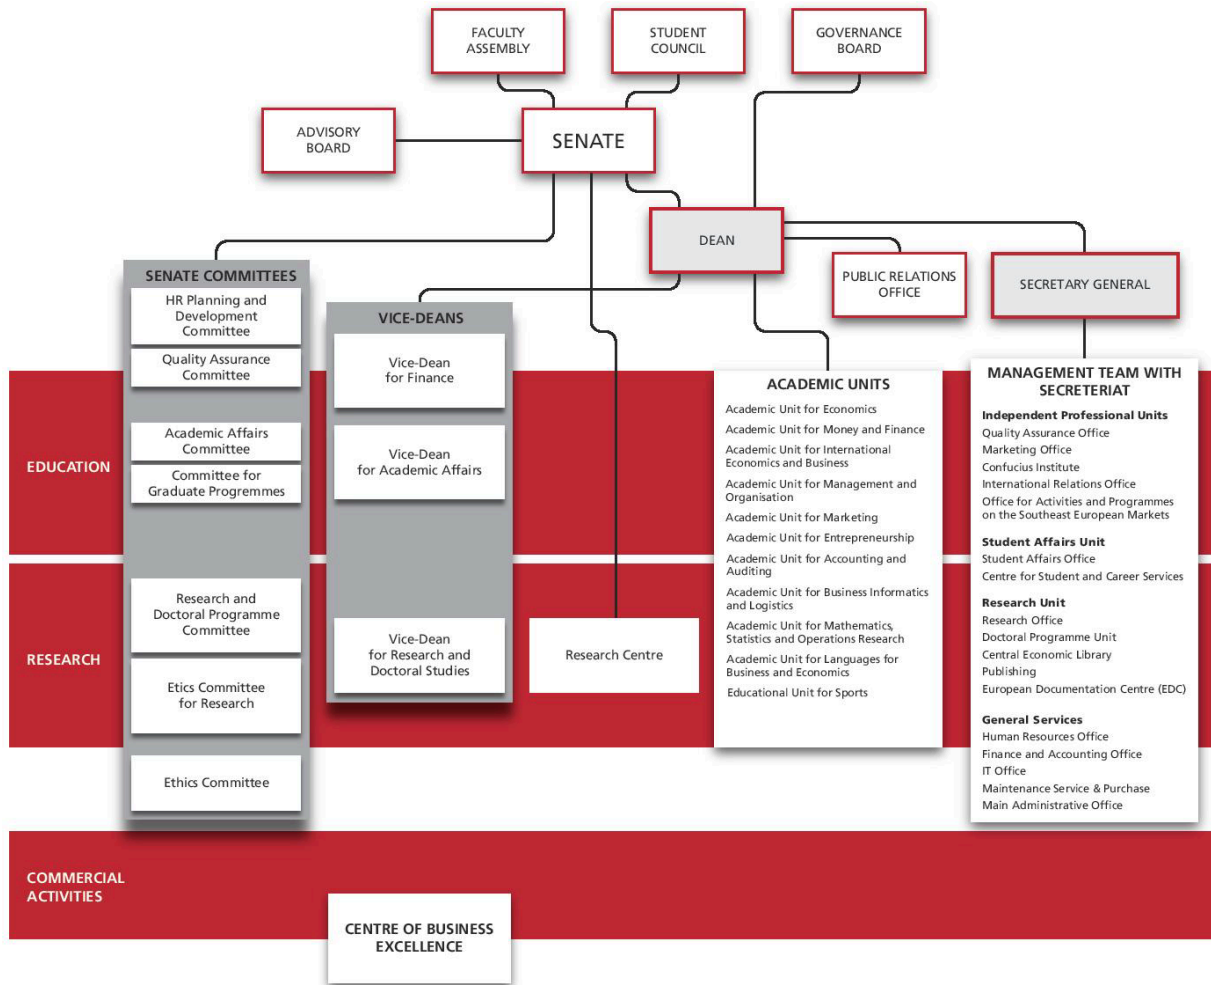 FACULTY
ASSEMBLY
STUDENT
COUNCIL
GOVERNANCE
BOARD
ADVISORY
BOARD
SENATE
DEAN
PUBLIC RELATIONS
OFFICE
SECRETARY GENERAL
SENATE COMMITTEES
HR Planning and
Development
Committee
Quality Assurance
Committee
Academic Affairs
Committee
Committee for
Graduate Programmes
Research and
Doctoral Programme
Committee
Etics Committee
for Research
Ethics Committee
VICE-DEANS
Vice-Dean
for Finance
Vice-Dean
for Academic Affairs
Vice-Dean
for Research and
Doctoral Studies
Research Centre
ACADEMIC UNITS
Academic Unit for Economics
Academic Unit for Money and Finance
Academic Unit for International
Economics and Business
Academic Unit for Management and
Organisation
Academic Unit for Marketing
Academic Unit for Entrepreneurship
Academic Unit for Accounting and
Auditing
Academic Unit for Business Informatics
and Logistics
Academic Unit for Mathematics,
Statistics and Operations Research
Academic Unit for Languages for
Business and Economics
Educational Unit for Sports
MANAGEMENT TEAM WITH
SECRETERIAT
Independent Professional Units
Quality Assurance Office
Marketing Office
Confucius Institute
International Relations Office
Office for Activities and Programmes
on the Southeast European Markets
Student Affairs Unit
Student Affairs Office
Centre for Student and Career Services
Research Unit
Research Office
Doctoral Programme Unit
Central Economic Library
Publishing
European Documentation Centre (EDC)
General Services
Human Resources Office
Finance and Accounting Office
IT Office
Maintenance Service & Purchase
Main Administrative Office
EDUCATION
RESEARCH
COMMERCIAL
ACTIVITIES
CENTRE OF BUSINESS
EXCELLENCE